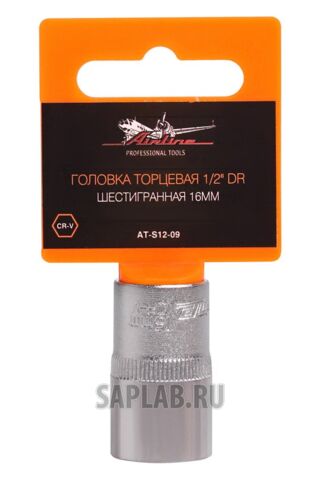 Airline
PROFESSIONAL TOOLS
ГОЛОВКА ТОРЦЕВАЯ 1/2" DR
ШЕСТИГРАННАЯ 16ММ
CR-V
AT-S12-09
SAPLAB.RU